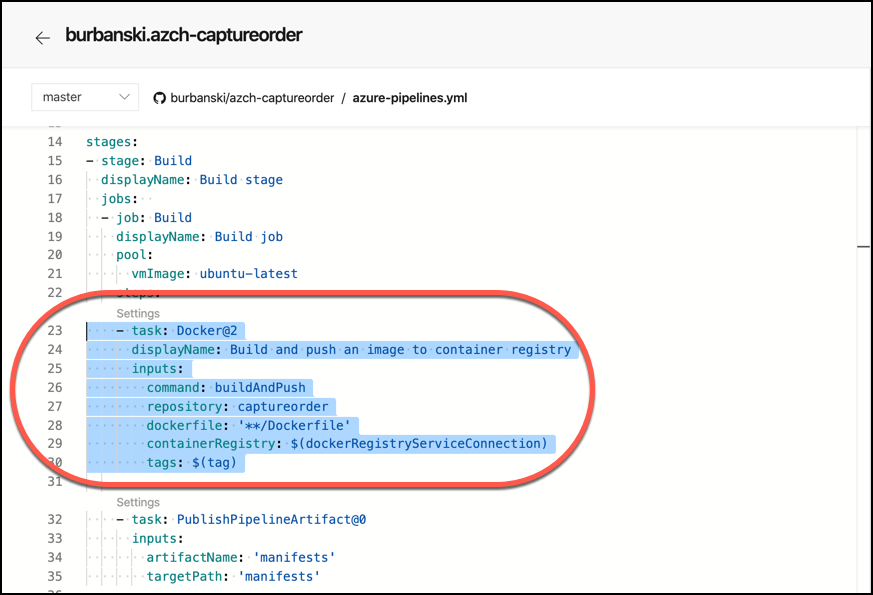 burbanski.azch-captureorder
master burbanski/azch-captureorder / azure-pipelines.yml
14 stages:
15 - stage: Build
16 displayName: Build stage
17 jobs:
18 - job: Build
19 displayName: Build job
20 pool:
21 vmImage: ubuntu-latest
22 steps:
Settings
23 - task: Docker@2
24 displayName: Build and push an image to container registry
25 inputs:
26 command: buildAndPush
27 repository: captureorder
28 dockerfile: '**/Dockerfile'
29 containerRegistry: $(dockerRegistryServiceConnection)
30 tags: $(tag)
31
Settings
32 - task: PublishPipelineArtifact@0
33 inputs:
34 artifactName: 'manifests'
35 targetPath: 'manifests'